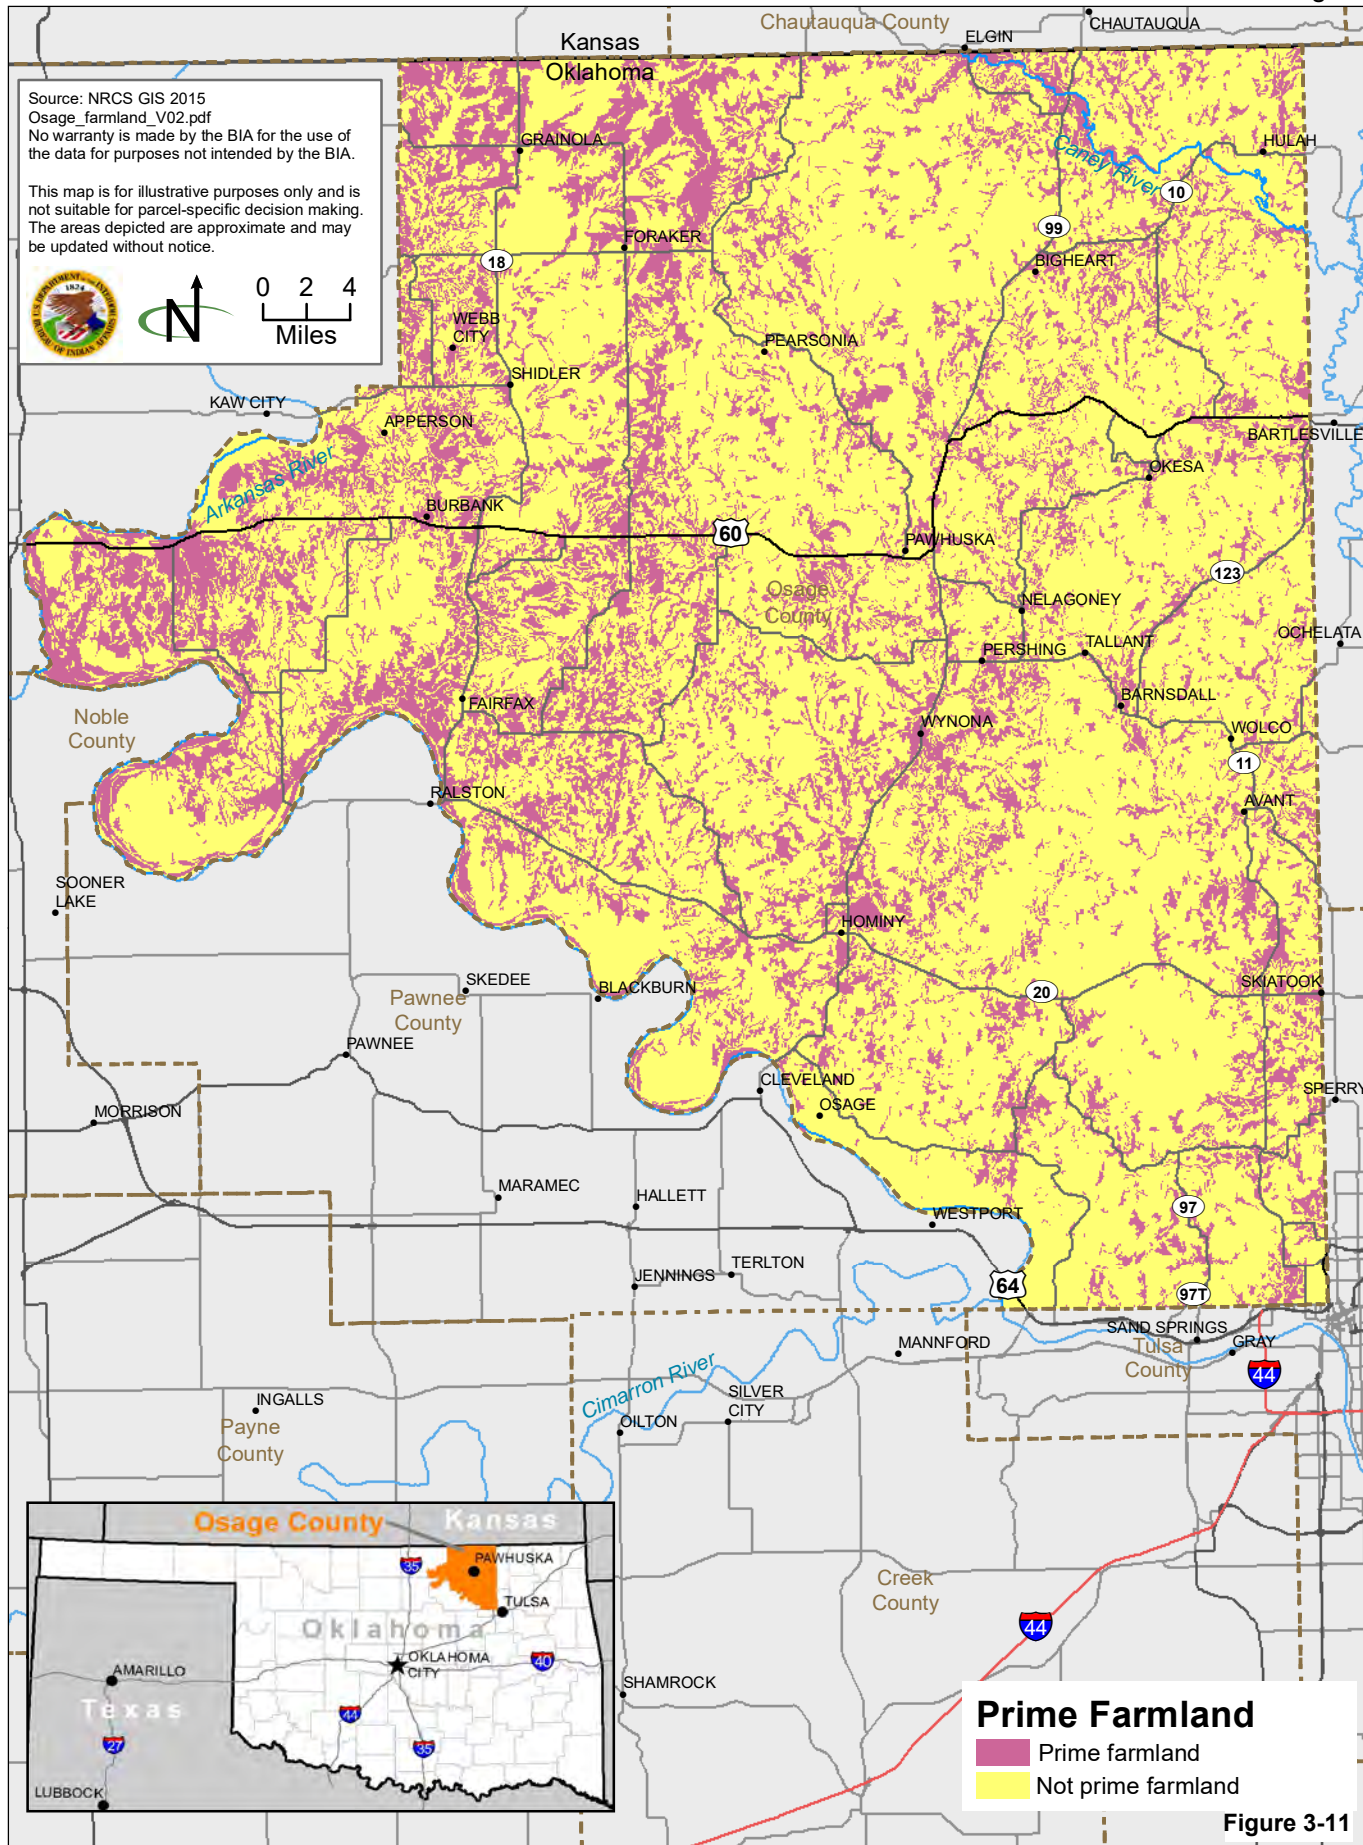 Chautauqua County
CHAUTAUQUA
ELGIN
Kansas
Oklahoma
Source: NRCS GIS 2015
Osage_farmland_V02.pdf
No warranty is made by the BIA for the use of
the data for purposes not intended by the BIA.
This map is for illustrative purposes only and is
not suitable for parcel-specific decision making.
The areas depicted are approximate and may
be updated without notice.
1824
N
0 2 4
Miles
GRAINOLA
HULAH
Caney River
10
99
FORAKER
18
BIGHEART
WEBB
CITY
PEARSONIA
SHIDLER
KAW CITY
APPERSON
BARTLESVILLE
OKESA
Arkansas River
BURBANK
60
PAWHUSKA
123
Osage
County
NELAGONEY
OCHELATA
TALLANT
PERSHING
BARNSDALL
FAIRFAX
Noble
County
WYNONA
WOLCO
11
RALSTON
AVANT
SOONER
LAKE
HOMINY
SKEDEE
BLACKBURN
20
SKIATOOK
Pawnee
County
PAWNEE
CLEVELAND
OSAGE
SPERRY
MORRISON
MARAMEC
HALLETT
97
WESTPORT
TERLTON
JENNINGS
64
97T
SAND SPRINGS
GRAY
MANNFORD
Tulsa
County
44
Cimarron River
SILVER
CITY
INGALLS
OILTON
Payne
County
Osage County
Kansas
PAWHUSKA
35
TULSA
Oklahoma
OKLAHOMA
CITY
40
AMARILLO
Texas
44
27
35
LUBBOCK
Creek
County
44
SHAMROCK
Prime Farmland
Prime farmland
Not prime farmland
Figure 3-11